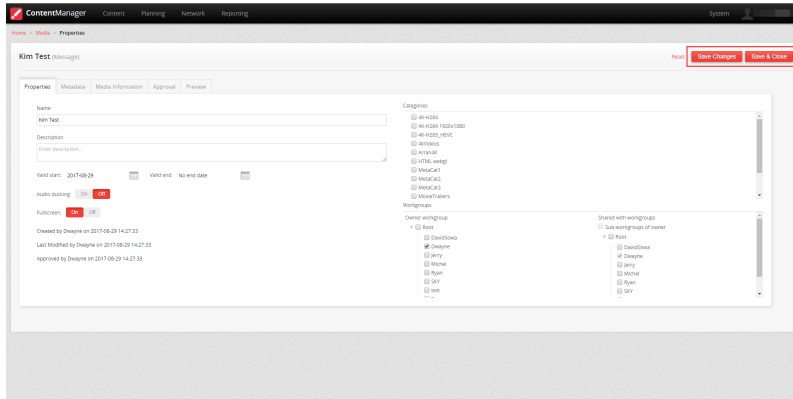 ContentManager Content Planning Network Reporting System
Home > Media > Properties
Kim Test (Message) Reset Save Changes Save & Close
Properties Metadata Media Information Approval Preview
Name
Kim Test
Description
Enter description...
Valid start: 2017-08-29 Valid end: No end date
Audio ducking: On Off
Fullscreen: On Off
Created by Dwayne on 2017-08-29 14:27:33
Last Modified by Dwayne on 2017-08-29 14:27:33
Approved by Dwayne on 2017-08-29 14:27:33
Categories
4K-H264
4K-H264 1920x1080
4K-H265_HEVC
4kVideos
Arran4K
HTML webgl
MetaCat1
MetaCat2
MetaCat3
MovieTrailers
Workgroups
Owner workgroup
Root
DavidSowa
Dwayne
Jerry
Michel
Ryan
SKY
test
Shared with workgroups
Sub-workgroups of owner
Root
DavidSowa
Dwayne
Jerry
Michel
Ryan
SKY